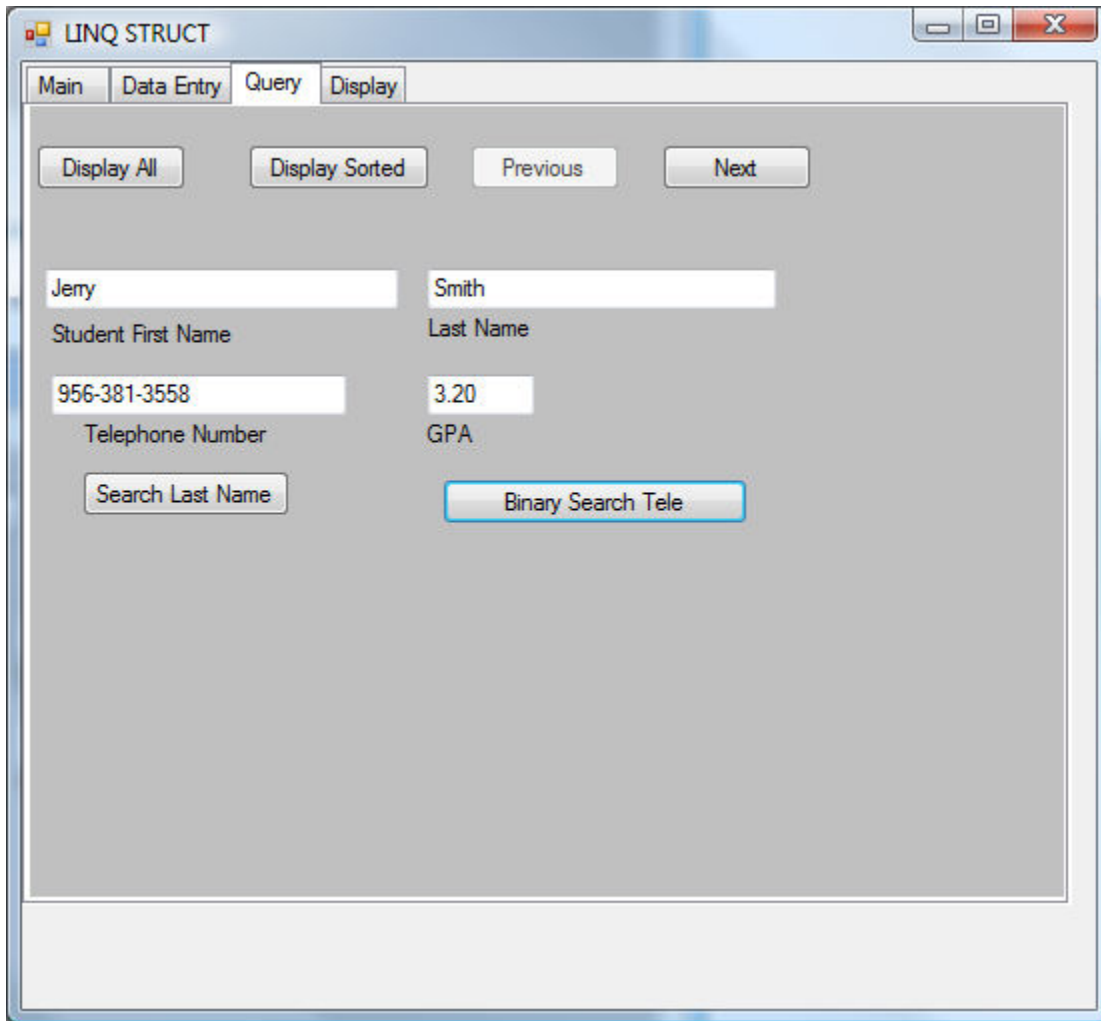 LINQ STRUCT
Main Data Entry Query Display
Display All Display Sorted Previous Next
Jerry Smith
Student First Name Last Name
956-381-3558 3.20
Telephone Number GPA
Search Last Name Binary Search Tele